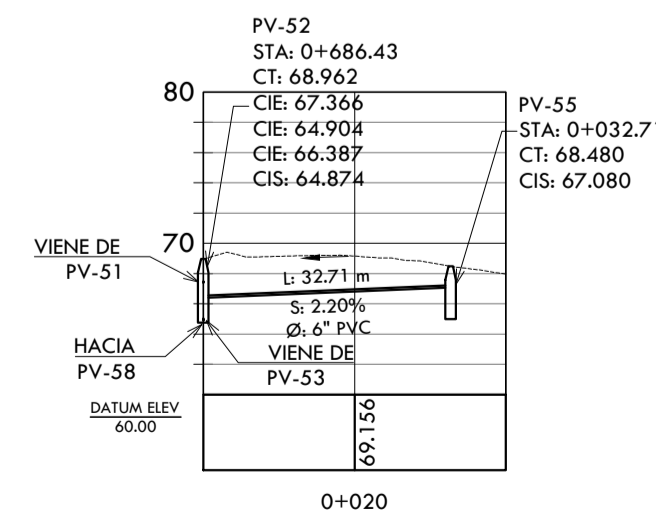 PV-52
STA: 0+686.43
CT: 68.962
CIE: 67.366
CIE: 64.904
CIE: 66.387
CIS: 64.874
80
PV-55
STA: 0+032.71
CT: 68.480
CIS: 67.080
70
VIENE DE
PV-51
L: 32.71 m
S: 2.20%
Ø: 6" PVC
HACIA
PV-58
VIENE DE
PV-53
DATUM ELEV
60.00
69.156
0+020